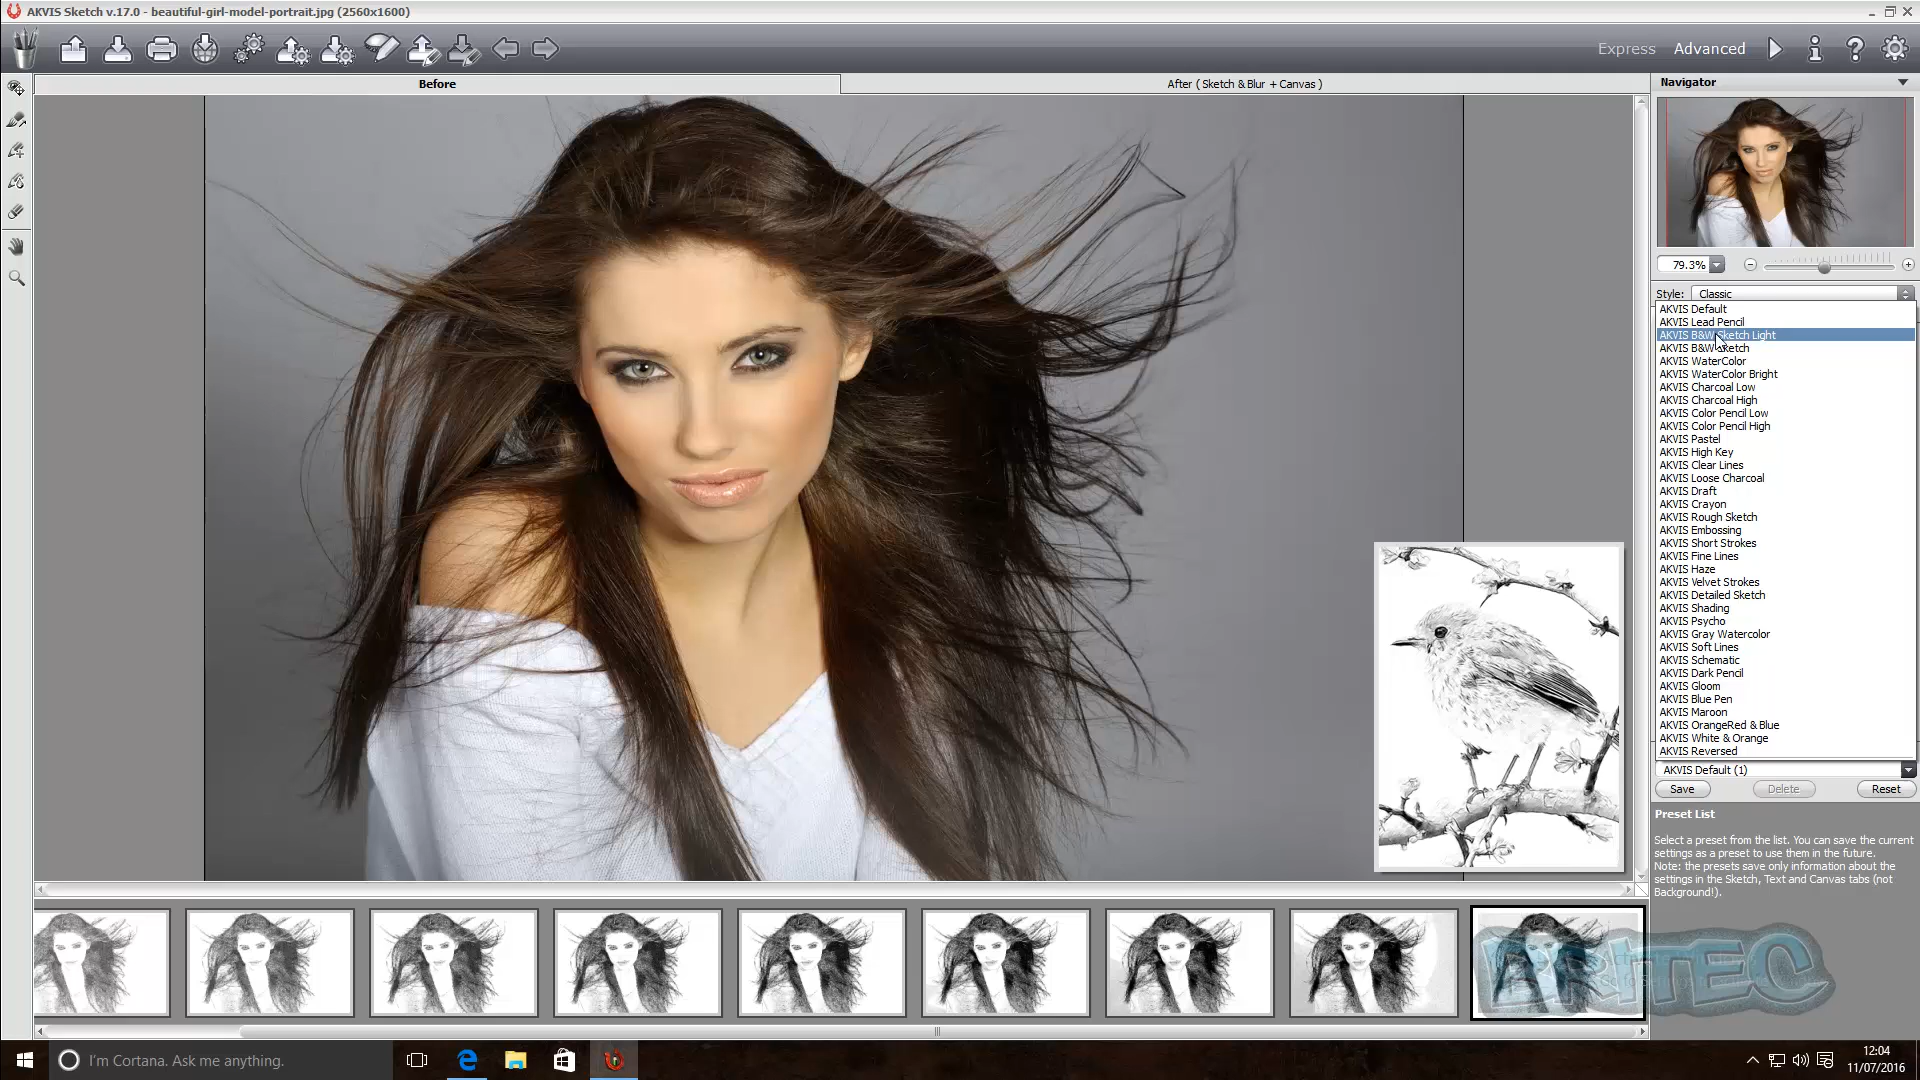 AKVIS Sketch v.17.0 - beautiful-girl-model-portrait.jpg (2560x1600)
Express
Advanced
Before
After ( Sketch & Blur + Canvas )
Navigator
79.3%
Style:
Classic
AKVIS Default
AKVIS Lead Pencil
AKVIS B&W Sketch Light
AKVIS B&W Sketch
AKVIS WaterColor
AKVIS WaterColor Bright
AKVIS Charcoal Low
AKVIS Charcoal High
AKVIS Color Pencil Low
AKVIS Color Pencil High
AKVIS Pastel
AKVIS High Key
AKVIS Clear Lines
AKVIS Loose Charcoal
AKVIS Draft
AKVIS Crayon
AKVIS Rough Sketch
AKVIS Embossing
AKVIS Short Strokes
AKVIS Fine Lines
AKVIS Haze
AKVIS Velvet Strokes
AKVIS Detailed Sketch
AKVIS Shading
AKVIS Psycho
AKVIS Gray Watercolor
AKVIS Soft Lines
AKVIS Schematic
AKVIS Dark Pencil
AKVIS Gloom
AKVIS Blue Pen
AKVIS Maroon
AKVIS OrangeRed & Blue
AKVIS White & Orange
AKVIS Reversed
AKVIS Default (1)
Save
Delete
Reset
Preset List
Select a preset from the list. You can save the current
settings as a preset to use them in the future.
Note: the presets save only information about the
settings in the Sketch, Text and Canvas tabs (not
Background!).
BRITEC
I'm Cortana. Ask me anything.
12:04
11/07/2016